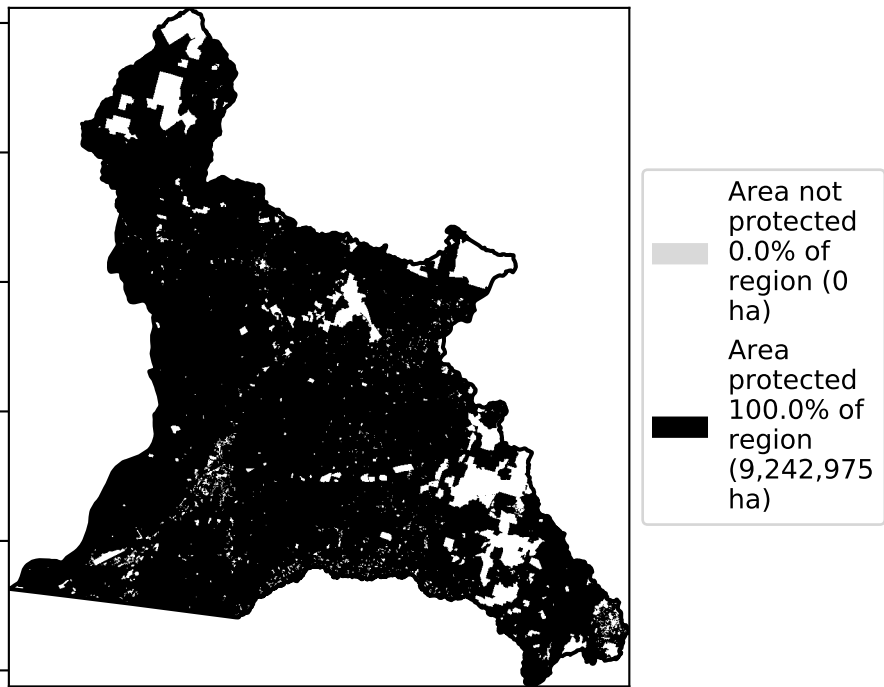 Area not
protected
0.0% of
region (0
ha)
Area
protected
100.0% of
region
(9,242,975
ha)